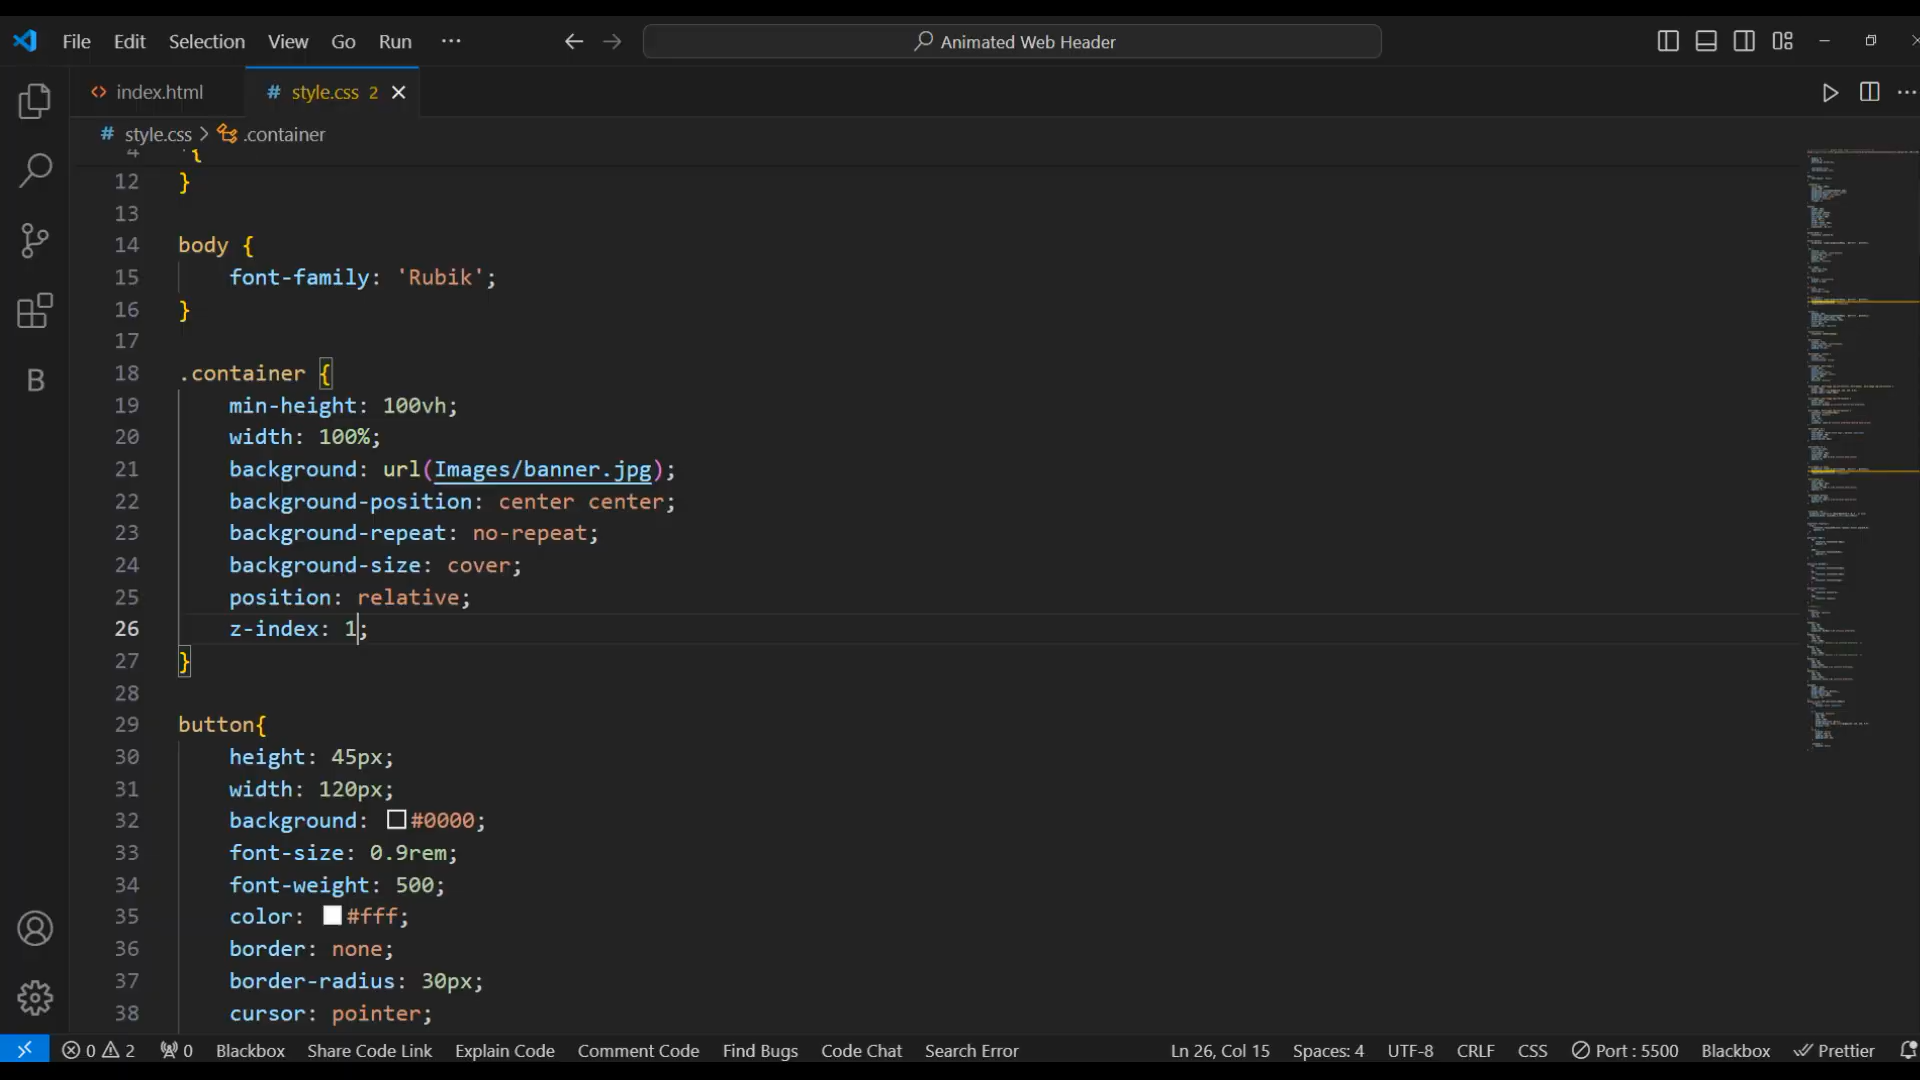 File Edit Selection View Go Run ··· Animated Web Header
index.html # style.css 2
# style.css > .container
4 {
12 }
13
14 body {
15 font-family: 'Rubik';
16 }
17
18 .container {
19 min-height: 100vh;
20 width: 100%;
21 background: url(Images/banner.jpg);
22 background-position: center center;
23 background-repeat: no-repeat;
24 background-size: cover;
25 position: relative;
26 z-index: 1;
27 }
28
29 button{
30 height: 45px;
31 width: 120px;
32 background: #0000;
33 font-size: 0.9rem;
34 font-weight: 500;
35 color: #fff;
36 border: none;
37 border-radius: 30px;
38 cursor: pointer;
B
0 2 0 Blackbox Share Code Link Explain Code Comment Code Find Bugs Code Chat Search Error Ln 26, Col 15 Spaces: 4 UTF-8 CRLF CSS Port : 5500 Blackbox Prettier